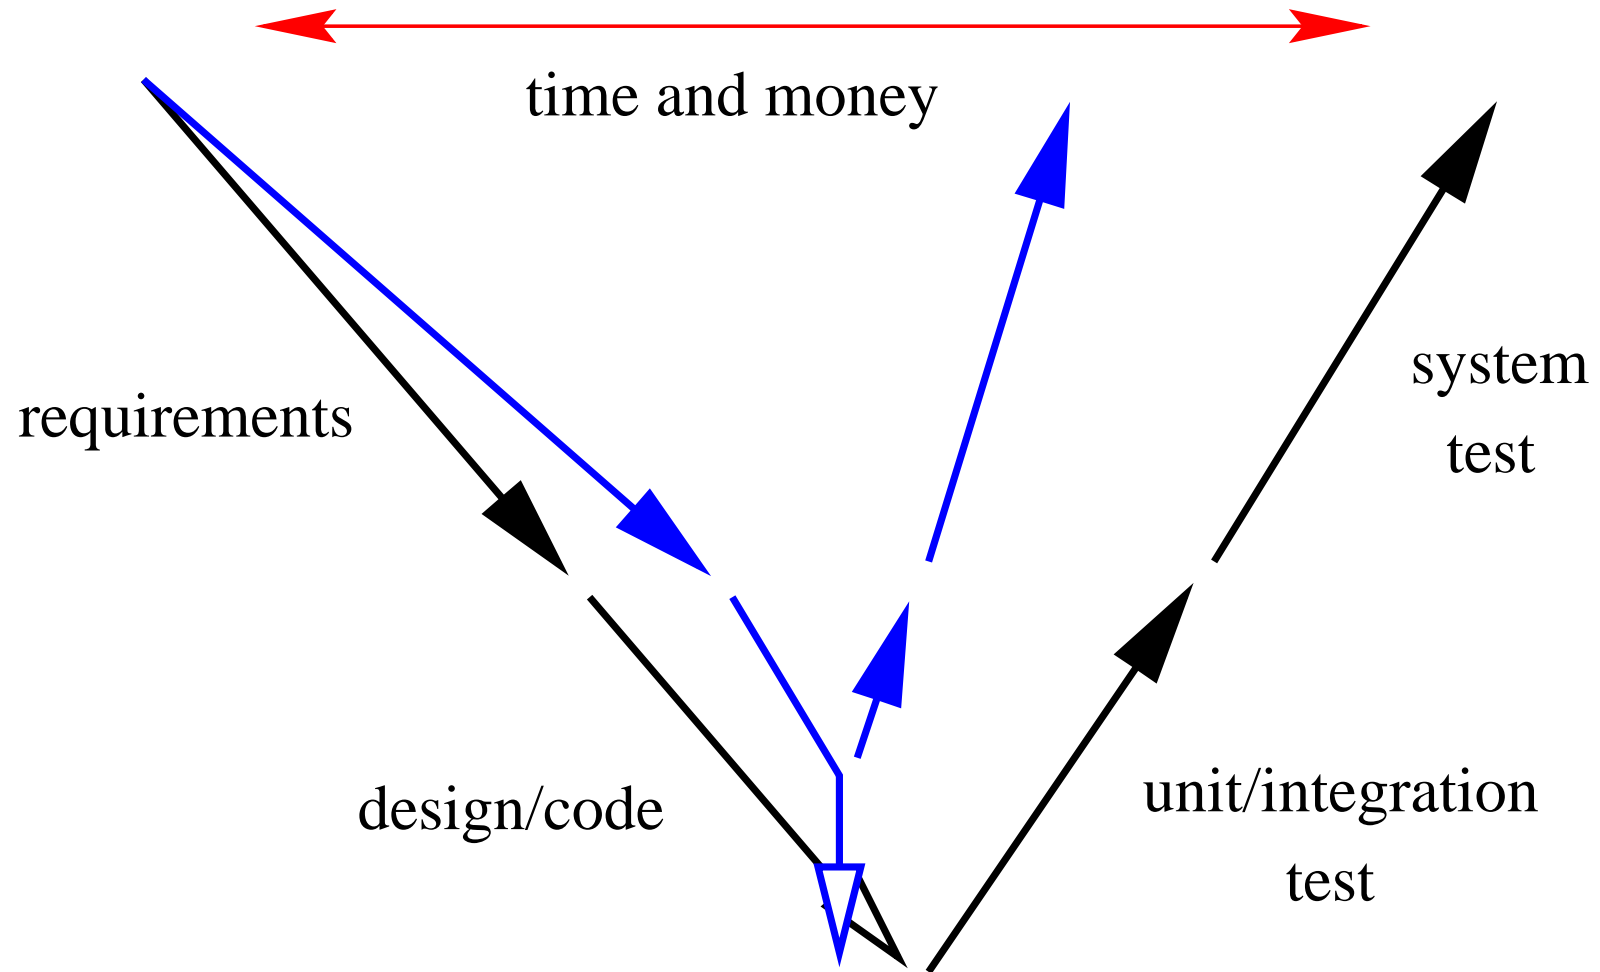 time and money
requirements
system
test
design/code
unit/integration
test